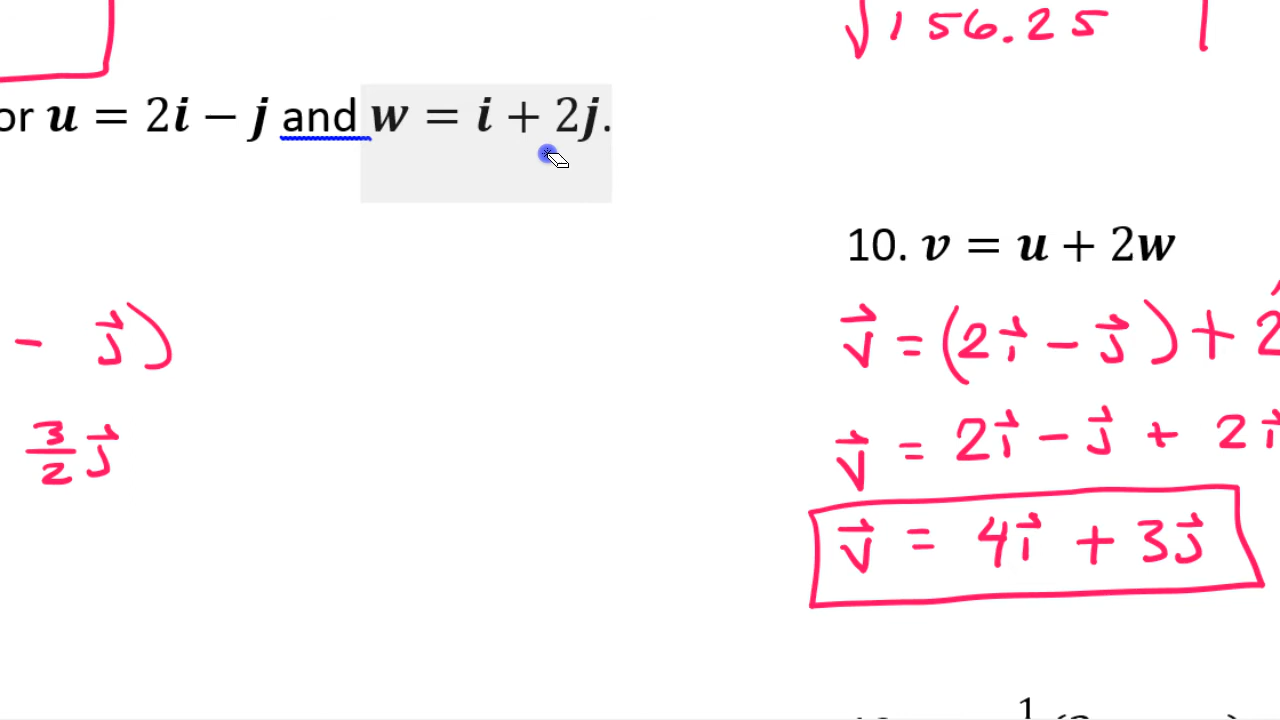 √156.25
or u = 2i − j and w = i + 2j.
10. v = u + 2w
- j⃗)
v⃗ = (2i⃗ - j⃗) + 2
3/2 j⃗
v⃗ = 2i⃗ - j⃗ + 2i⃗
v⃗ = 4i⃗ + 3j⃗